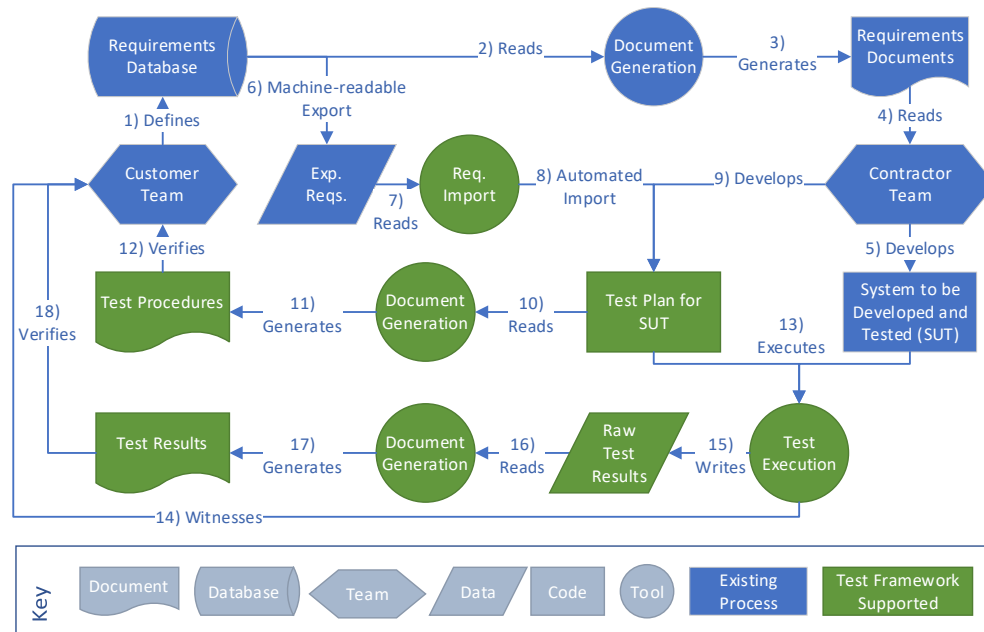 Requirements
Database
2) Reads
Document
Generation
3)
Generates
Requirements
Documents
1) Defines
6) Machine-readable
Export
4) Reads
Customer
Team
Exp.
Reqs.
7)
Reads
Req.
Import
8) Automated
Import
9) Develops
Contractor
Team
12) Verifies
5) Develops
Test Procedures
11)
Generates
Document
Generation
10)
Reads
Test Plan for
SUT
13)
Executes
System to be
Developed and
Tested (SUT)
18)
Verifies
Test Results
17)
Generates
Document
Generation
16)
Reads
Raw
Test
Results
15)
Writes
Test
Execution
14) Witnesses
Key
Document
Database
Team
Data
Code
Tool
Existing
Process
Test Framework
Supported